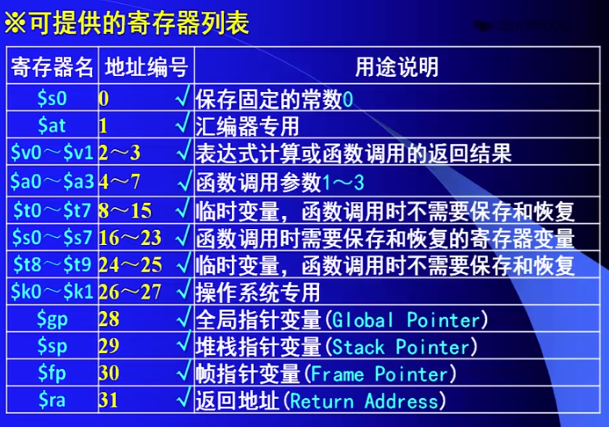 ※可提供的寄存器列表
寄存器名 地址编号 用途说明
$s0 0 √ 保存固定的常数0
$at 1 √ 汇编器专用
$v0~$v1 2~3 √ 表达式计算或函数调用的返回结果
$a0~$a3 4~7 √ 函数调用参数1~3
$t0~$t7 8~15 √ 临时变量，函数调用时不需要保存和恢复
$s0~$s7 16~23 √ 函数调用时需要保存和恢复的寄存器变量
$t8~$t9 24~25 √ 临时变量，函数调用时不需要保存和恢复
$k0~$k1 26~27 √ 操作系统专用
$gp 28 √ 全局指针变量(Global Pointer)
$sp 29 √ 堆栈指针变量(Stack Pointer)
$fp 30 √ 帧指针变量(Frame Pointer)
$ra 31 √ 返回地址(Return Address)